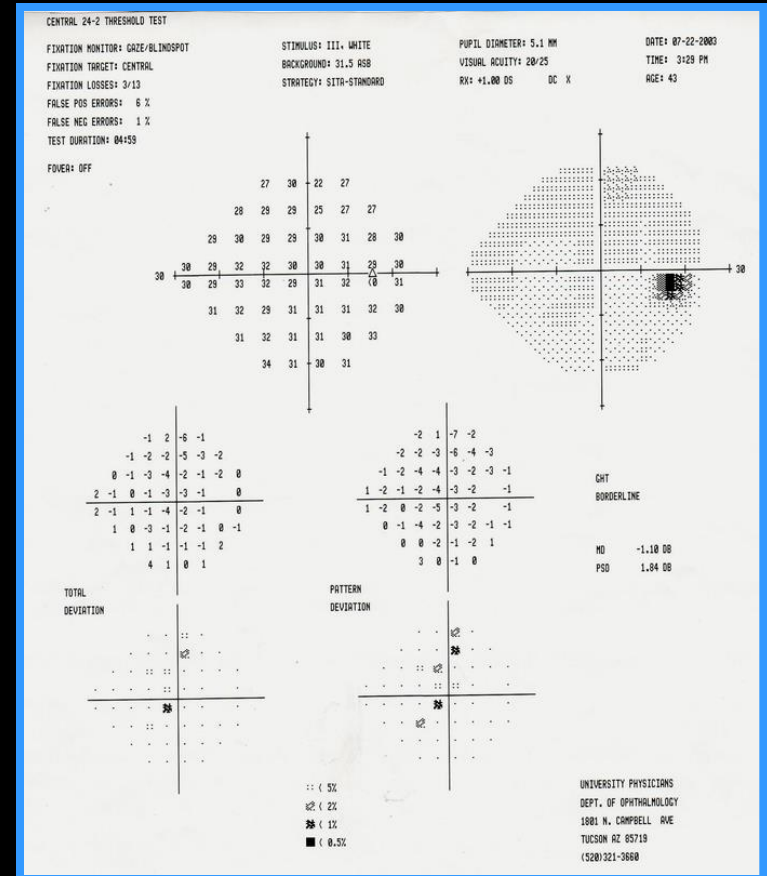 CENTRAL 24-2 THRESHOLD TEST
FIXATION MONITOR: GAZE/BLINDSPOT
FIXATION TARGET: CENTRAL
FIXATION LOSSES: 3/13
FALSE POS ERRORS: 6 %
FALSE NEG ERRORS: 1 %
TEST DURATION: 04:59
FOVEA: OFF
STIMULUS: III, WHITE
BACKGROUND: 31.5 ASB
STRATEGY: SITA-STANDARD
PUPIL DIAMETER: 5.1 MM
VISUAL ACUITY: 20/25
RX: +1.00 DS DC X
DATE: 07-22-2003
TIME: 3:29 PM
AGE: 43
27 30 22 27
28 29 29 25 27 27
29 30 29 29 30 31 28 30
30 29 32 32 30 30 31 29 30
30
30 29 33 32 29 31 32 (0 31
31 32 29 31 31 31 32 30
31 32 31 31 30 33
34 31 30 31
30
-1 2 -6 -1
-1 -2 -2 -5 -3 -2
0 -1 -3 -4 -2 -1 -2 0
2 -1 0 -1 -3 -3 -1 0
2 -1 1 -1 -4 -2 -1 0
1 0 -3 -1 -2 -1 0 -1
1 1 -1 -1 -1 2
4 1 0 1
TOTAL
DEVIATION
-2 1 -7 -2
-2 -2 -3 -6 -4 -3
-1 -2 -4 -4 -3 -2 -3 -1
1 -2 -1 -2 -4 -3 -2 -1
1 -2 0 -2 -5 -3 -2 -1
0 -1 -4 -2 -3 -2 -1 -1
0 0 -2 -1 -2 1
3 0 -1 0
PATTERN
DEVIATION
GHT
BORDERLINE
MD -1.10 DB
PSD 1.84 DB
( 5%
( 2%
( 1%
( 0.5%
UNIVERSITY PHYSICIANS
DEPT. OF OPHTHALMOLOGY
1801 N. CAMPBELL AVE
TUCSON AZ 85719
(520)321-3660